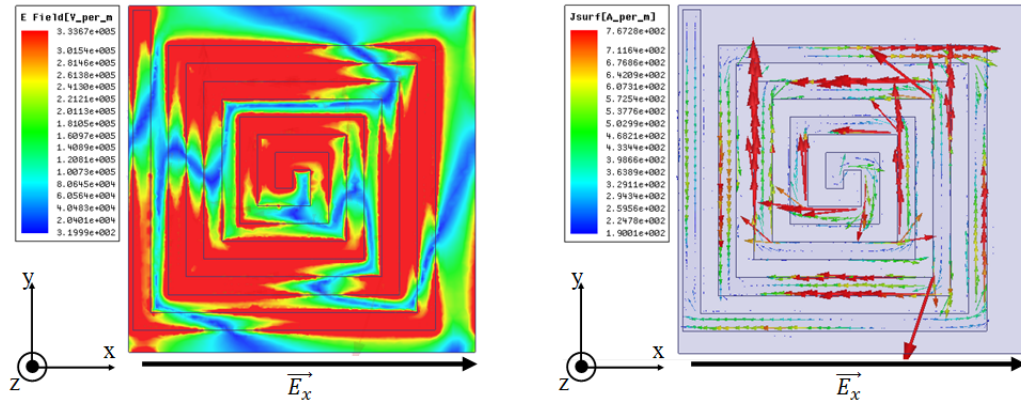 E Field[V_per_m
3.3367e+005
3.0154e+005
2.8146e+005
2.6138e+005
2.4130e+005
2.2121e+005
2.0113e+005
1.8105e+005
1.6097e+005
1.4089e+005
1.2081e+005
1.0073e+005
8.0645e+004
6.0564e+004
4.0483e+004
2.0401e+004
3.1999e+002
y
x
z
E_x
Jsurf[A_per_m]
7.6728e+002
7.1164e+002
6.7686e+002
6.4209e+002
6.0731e+002
5.7254e+002
5.3776e+002
5.0299e+002
4.6821e+002
4.3344e+002
3.9866e+002
3.6389e+002
3.2911e+002
2.9434e+002
2.5956e+002
2.2478e+002
1.9001e+002
y
x
z
E_x